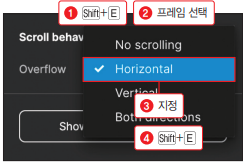 1 Shift+E 2 프레임 선택
Scroll behav
No scrolling
Overflow
✓ Horizontal
Vertical
3 지정
Both directions
Show
4 Shift+E